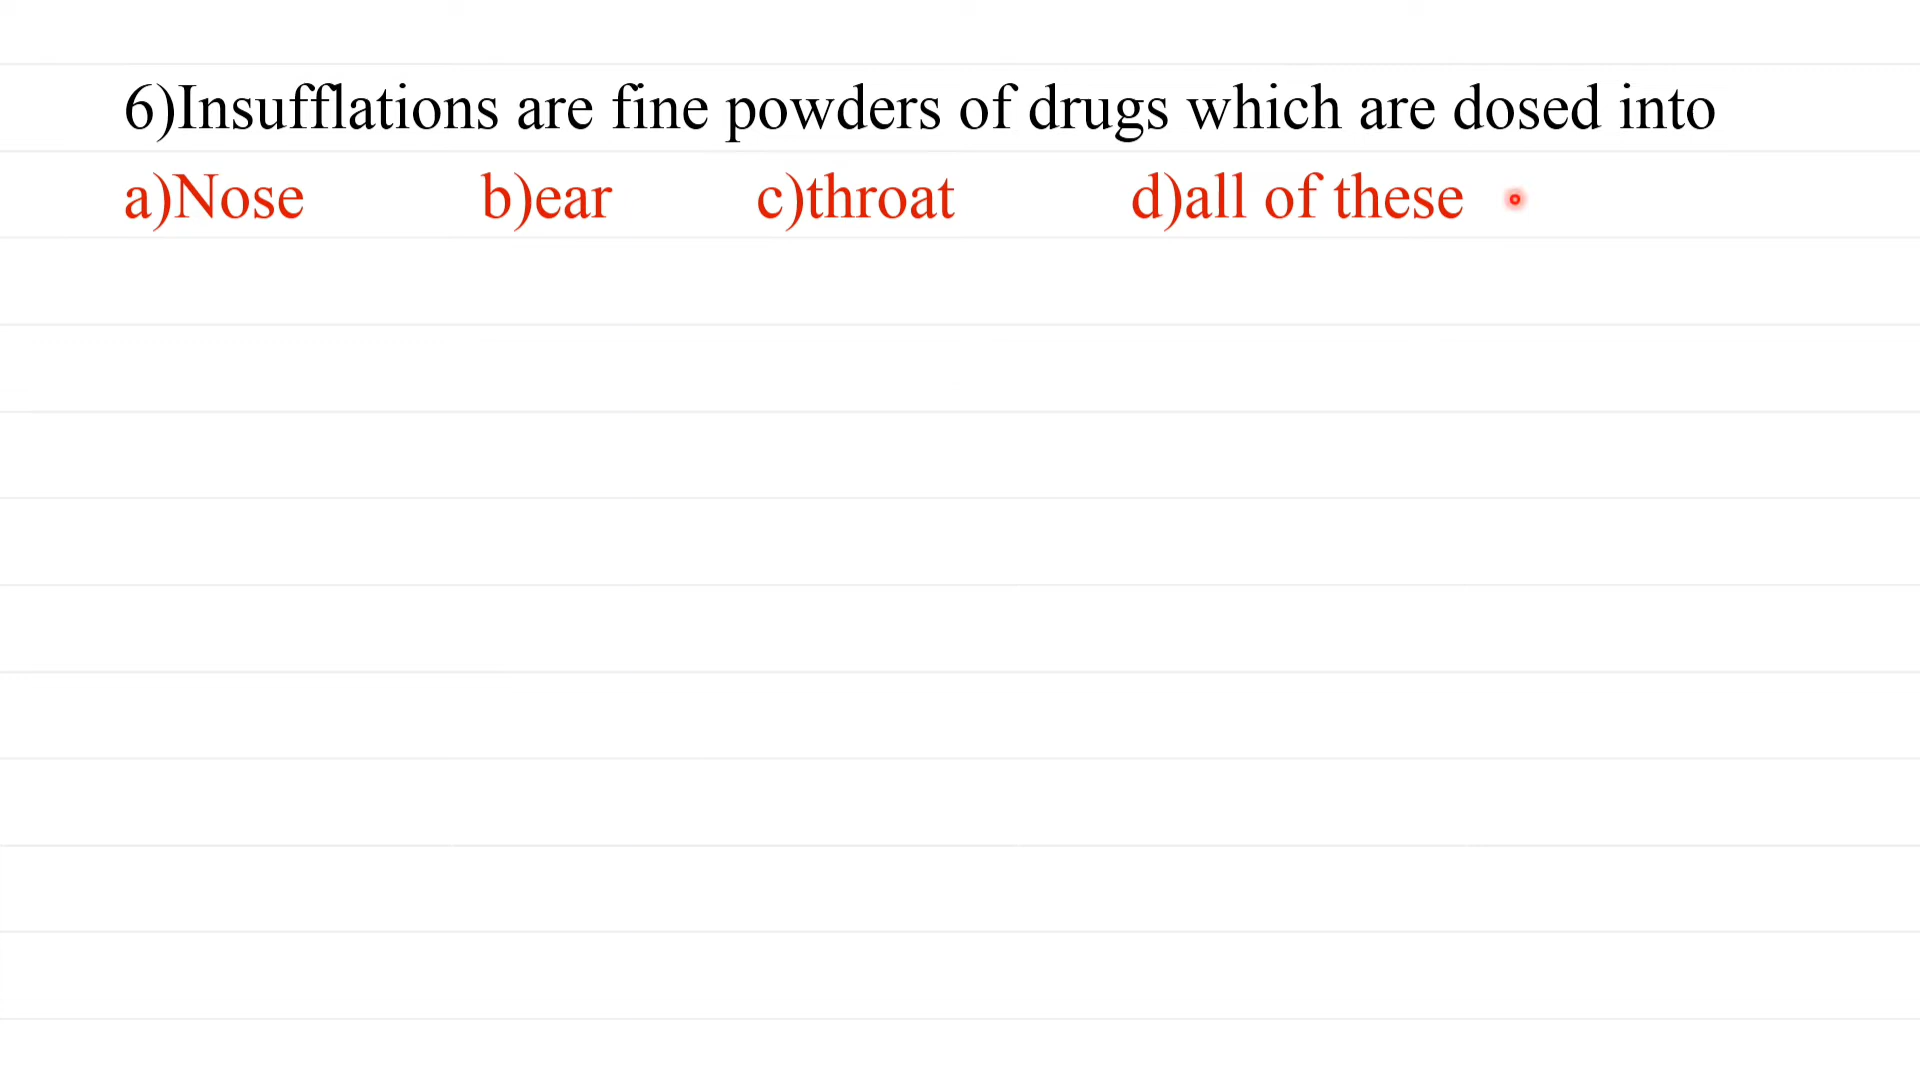 6)Insufflations are fine powders of drugs which are dosed into
a)Nose b)ear c)throat d)all of these